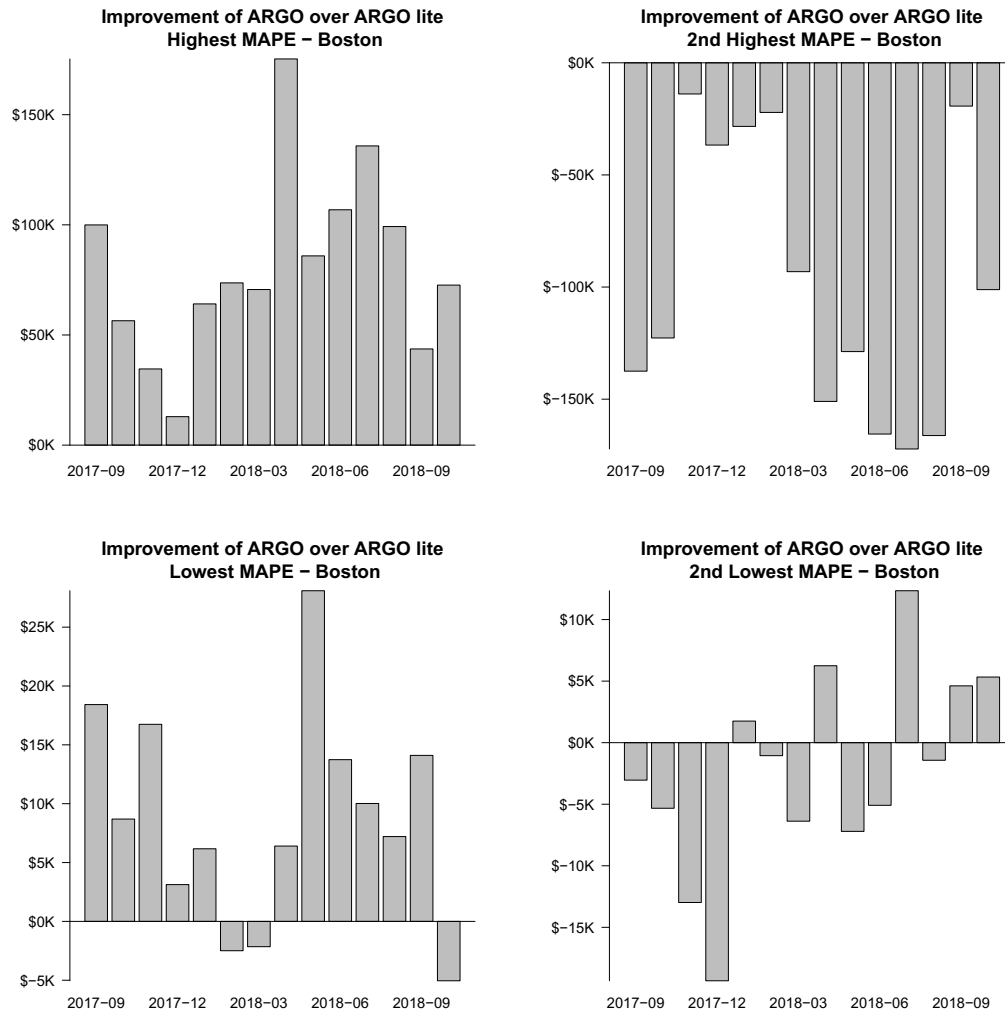 Improvement of ARGO over ARGO lite
Highest MAPE − Boston
$150K
$100K
$50K
$0K
2017−09 2017−12 2018−03 2018−06 2018−09
Improvement of ARGO over ARGO lite
2nd Highest MAPE − Boston
$0K
$−50K
$−100K
$−150K
2017−09 2017−12 2018−03 2018−06 2018−09
Improvement of ARGO over ARGO lite
Lowest MAPE − Boston
$25K
$20K
$15K
$10K
$5K
$0K
$−5K
2017−09 2017−12 2018−03 2018−06 2018−09
Improvement of ARGO over ARGO lite
2nd Lowest MAPE − Boston
$10K
$5K
$0K
$−5K
$−10K
$−15K
2017−09 2017−12 2018−03 2018−06 2018−09